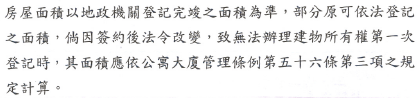 房屋面積以地政機關登記完竣之面積為準，部分原可依法登記
之面積，倘因簽約後法令改變，致無法辦理建物所有權第一次
登記時，其面積應依公寓大廈管理條例第五十六條第三項之規
定計算。